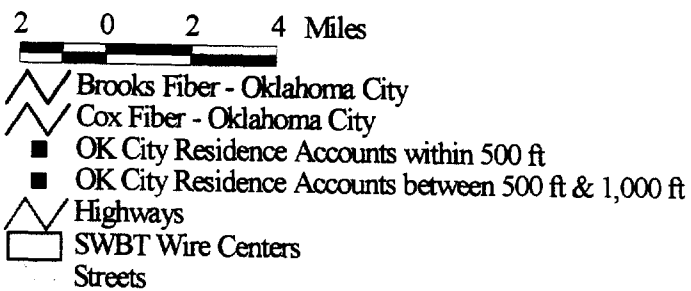 2 0 2 4 Miles
Brooks Fiber - Oklahoma City
Cox Fiber - Oklahoma City
OK City Residence Accounts within 500 ft
OK City Residence Accounts between 500 ft & 1,000 ft
Highways
SWBT Wire Centers
Streets